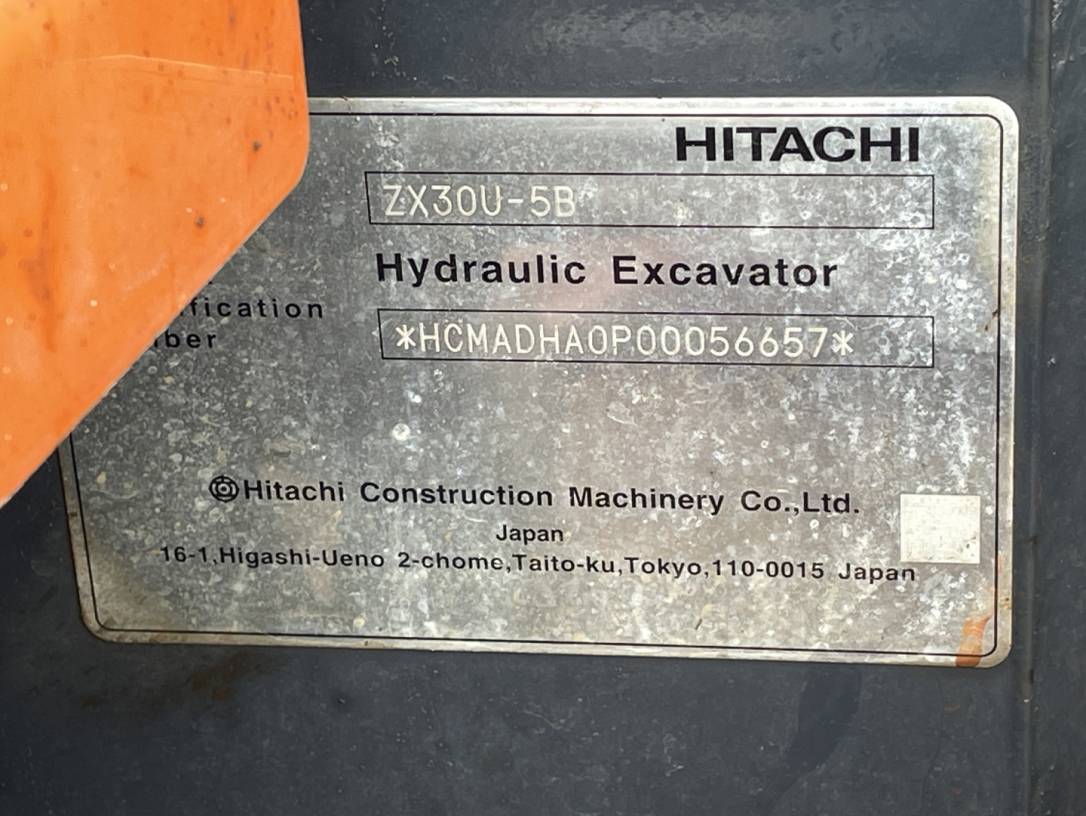 HITACHI
ZX30U-5B
Hydraulic Excavator
*HCMADHA0P00056657*
Hitachi Construction Machinery Co.,Ltd.
Japan
16-1,Higashi-Ueno 2-chome,Taito-ku,Tokyo,110-0015 Japan